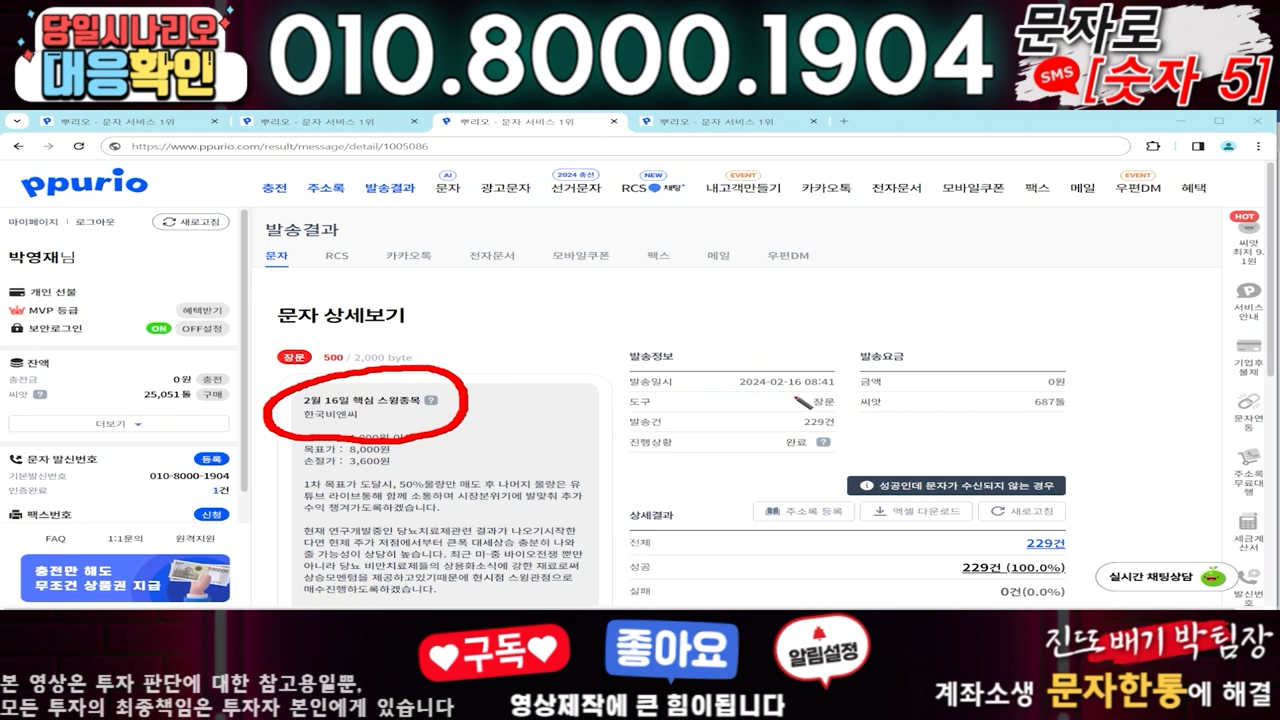 당일시나리오
대응확인
010.8000.1904
문자로
SMS [숫자 5]
뿌리오 - 문자 서비스 1위
뿌리오 - 문자 서비스 1위
뿌리오 - 문자 서비스 1위
뿌리오 - 문자 서비스 1위
https://www.ppurio.com/result/message/detail/1005086
ppurio
AI 2024 총선 NEW EVENT EVENT
충전 주소록 발송결과 문자 광고문자 선거문자 RCS 채팅+ 내고객만들기 카카오톡 전자문서 모바일쿠폰 팩스 메일 우편DM 혜택
마이페이지 | 로그아웃 새로고침
박영재님
개인 선불
MVP 등급 혜택받기
보안로그인 ON OFF설정
잔액
충전금 0원 충전
씨앗 ? 25,051톨 구매
더보기
문자 발신번호 등록
기본발신번호 010-8000-1904
인증완료 1건
팩스번호 신청
FAQ 1:1문의 원격지원
충전만 해도
무조건 상품권 지급
발송결과
문자 RCS 카카오톡 전자문서 모바일쿠폰 팩스 메일 우편DM
문자 상세보기
장문 500 / 2,000 byte
2월 16일 핵심 스윙종목 ?
한국비엔씨
목표가 : 8,000원
손절가 : 3,600원
1차 목표가 도달시, 50%물량만 매도 후 나머지 물량은 유
튜브 라이브통해 함께 소통하며 시장분위기에 발맞춰 추가
수익 챙겨가도록하겠습니다.
현재 연구개발중인 당뇨치료제관련 결과가 나오기시작한
다면 현재 주가 저점에서부터 큰폭 대세상승 충분히 나와
줄 가능성이 상당히 높습니다. 최근 미·중 바이오전쟁 뿐만
아니라 당뇨 비만치료제들의 상용화소식에 강한 재료로써
상승모멘텀을 제공하고있기때문에 현시점 스윙관점으로
매수진행하도록하겠습니다.
발송정보
발송일시 2024-02-16 08:41
도구 장문
발송건 229건
진행상황 완료 ?
발송요금
금액 0원
씨앗 687톨
성공인데 문자가 수신되지 않는 경우
상세결과 주소록 등록 엑셀 다운로드 새로고침
전체 229건
성공 229건 (100.0%)
실패 0건(0.0%)
실시간 채팅상담
HOT
씨앗
최저 9.
1원
서비스
안내
기업후
불제
문자연
동
주소록
무료대
행
세금계
산서
발신번
호
본 영상은 투자 판단에 대한 참고용일뿐,
모든 투자의 최종책임은 투자자 본인에게 있습니다
구독
좋아요
알림설정
영상제작에 큰 힘이됩니다
진또배기 박팀장
계좌소생 문자한통에 해결